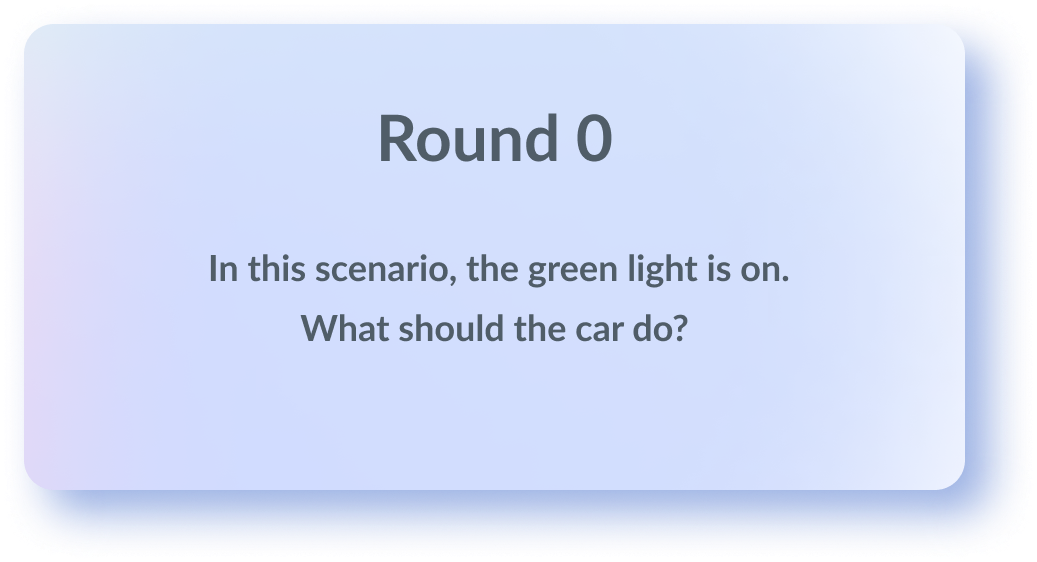 Round 0
In this scenario, the green light is on.
What should the car do?